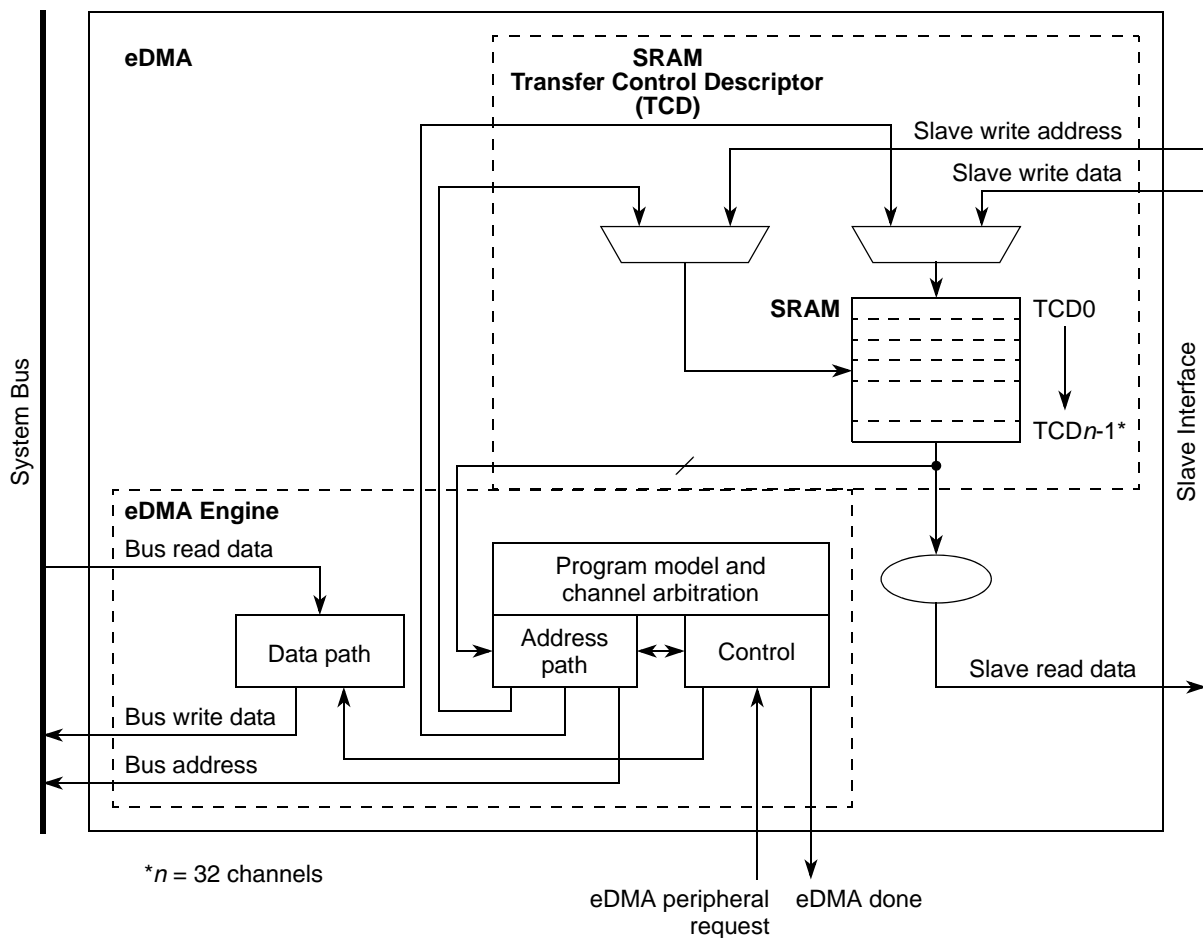 eDMA
SRAM
Transfer Control Descriptor
(TCD)
Slave write address
Slave write data
SRAM
TCD0
TCDn-1*
System Bus
Slave Interface
eDMA Engine
Bus read data
Program model and
channel arbitration
Data path
Address
path
Control
Slave read data
Bus write data
Bus address
*n = 32 channels
eDMA peripheral
request
eDMA done